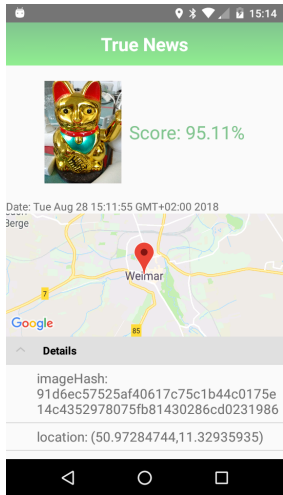 15:14
True News
Score: 95.11%
Date: Tue Aug 28 15:11:55 GMT+02:00 2018
Berge
Weimar
7
Google
85
Details
imageHash:
91d6ec57525af40617c75c1b44c0175e
14c4352978075fb81430286cd0231986
location: (50.97284744,11.32935935)